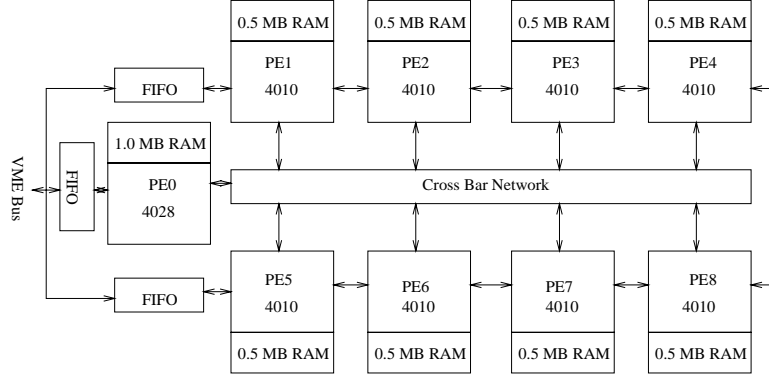 0.5 MB RAM
0.5 MB RAM
0.5 MB RAM
0.5 MB RAM
PE1
PE2
PE3
PE4
4010
4010
4010
4010
FIFO
1.0 MB RAM
VME Bus
FIFO
PE0
4028
Cross Bar Network
FIFO
PE5
PE6
PE7
PE8
4010
4010
4010
4010
0.5 MB RAM
0.5 MB RAM
0.5 MB RAM
0.5 MB RAM